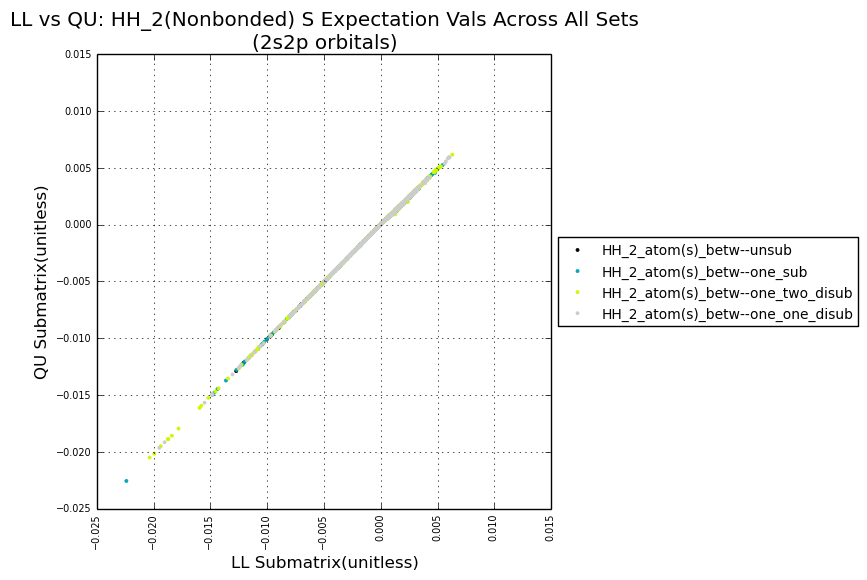 LL vs QU: HH_2(Nonbonded) S Expectation Vals Across All Sets
(2s2p orbitals)
0.015
0.010
0.005
0.000
−0.005
−0.010
−0.015
−0.020
−0.025
QU Submatrix(unitless)
−0.025
−0.020
−0.015
−0.010
−0.005
0.000
0.005
0.010
0.015
LL Submatrix(unitless)
HH_2_atom(s)_betw--unsub
HH_2_atom(s)_betw--one_sub
HH_2_atom(s)_betw--one_two_disub
HH_2_atom(s)_betw--one_one_disub